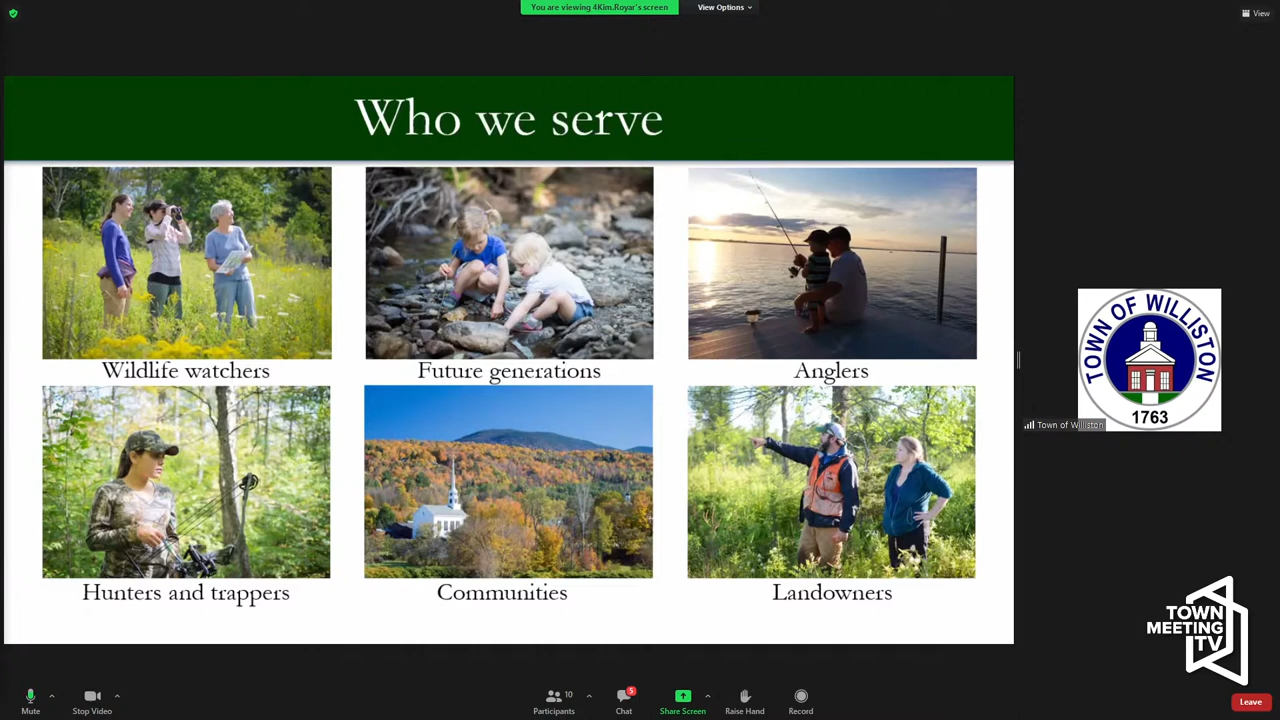 You are viewing 4Kim.Royar's screen
View Options
View
Who we serve
Wildlife watchers
Future generations
Anglers
Hunters and trappers
Communities
Landowners
TOWN OF WILLISTON
1763
Town of Williston
TOWN
MEETING
TV
Mute
Stop Video
Participants
10
Chat
5
Share Screen
Raise Hand
Record
Leave